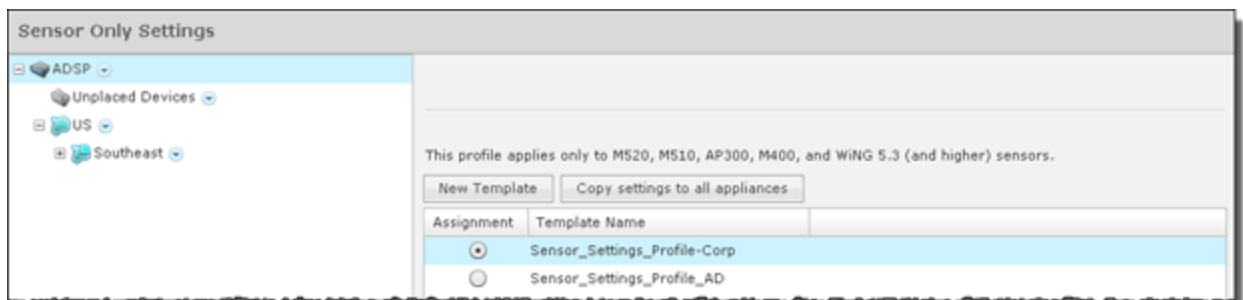 Sensor Only Settings
ADSP
Unplaced Devices
US
Southeast
This profile applies only to M520, M510, AP300, M400, and WiNG 5.3 (and higher) sensors.
New Template Copy settings to all appliances
Assignment Template Name
Sensor_Settings_Profile-Corp
Sensor_Settings_Profile_AD